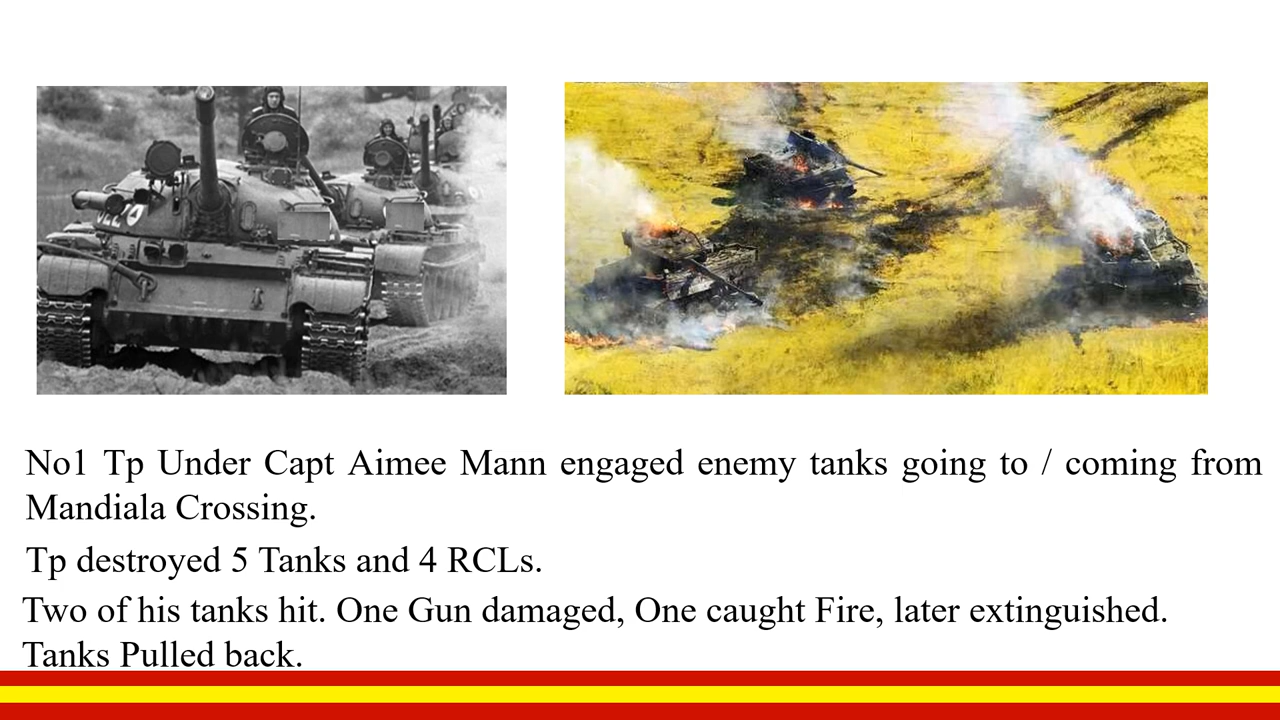 No1 Tp Under Capt Aimee Mann engaged enemy tanks going to / coming from
Mandiala Crossing.
Tp destroyed 5 Tanks and 4 RCLs.
Two of his tanks hit. One Gun damaged, One caught Fire, later extinguished.
Tanks Pulled back.